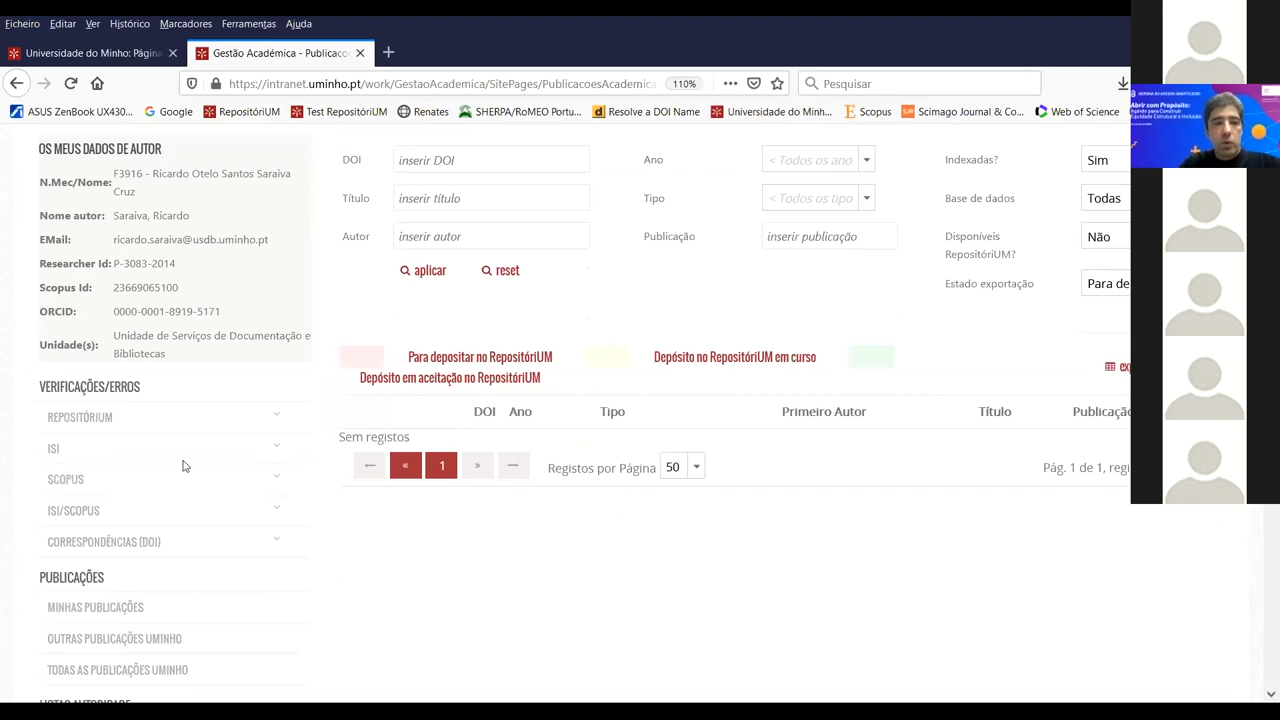 Ficheiro Editar Ver Histórico Marcadores Ferramentas Ajuda
Universidade do Minho: Página
Gestão Académica - Publicaco
https://intranet.uminho.pt/work/GestaoAcademica/SitePages/PublicacoesAcademica
110%
Pesquisar
ASUS ZenBook UX430...
Google
RepositóriUM
Test RepositóriUM
Renates
SHERPA/RoMEO Portu...
Resolve a DOI Name
Universidade do Minh...
Scopus
Scimago Journal & Co...
Web of Science
Abrir com Propósito:
OS MEUS DADOS DE AUTOR
N.Mec/Nome: F3916 - Ricardo Otelo Santos Saraiva
Cruz
Nome autor: Saraiva, Ricardo
EMail: ricardo.saraiva@usdb.uminho.pt
Researcher Id: P-3083-2014
Scopus Id: 23669065100
ORCID: 0000-0001-8919-5171
Unidade(s): Unidade de Serviços de Documentação e
Bibliotecas
VERIFICAÇÕES/ERROS
REPOSITÓRIUM
ISI
SCOPUS
ISI/SCOPUS
CORRESPONDÊNCIAS (DOI)
PUBLICAÇÕES
MINHAS PUBLICAÇÕES
OUTRAS PUBLICAÇÕES UMINHO
TODAS AS PUBLICAÇÕES UMINHO
LISTAS AUTORIDADE
DOI inserir DOI Ano < Todos os ano Indexadas? Sim
Título inserir título Tipo < Todos os tipo Base de dados Todas
Autor inserir autor Publicação inserir publicação Disponíveis
RepositóriUM? Não
aplicar reset Estado exportação Para de
Para depositar no RepositóriUM Depósito no RepositóriUM em curso
Depósito em aceitação no RepositóriUM
DOI Ano Tipo Primeiro Autor Título Publicação
Sem registos
← « 1 » → Registos por Página 50 Pág. 1 de 1, regi